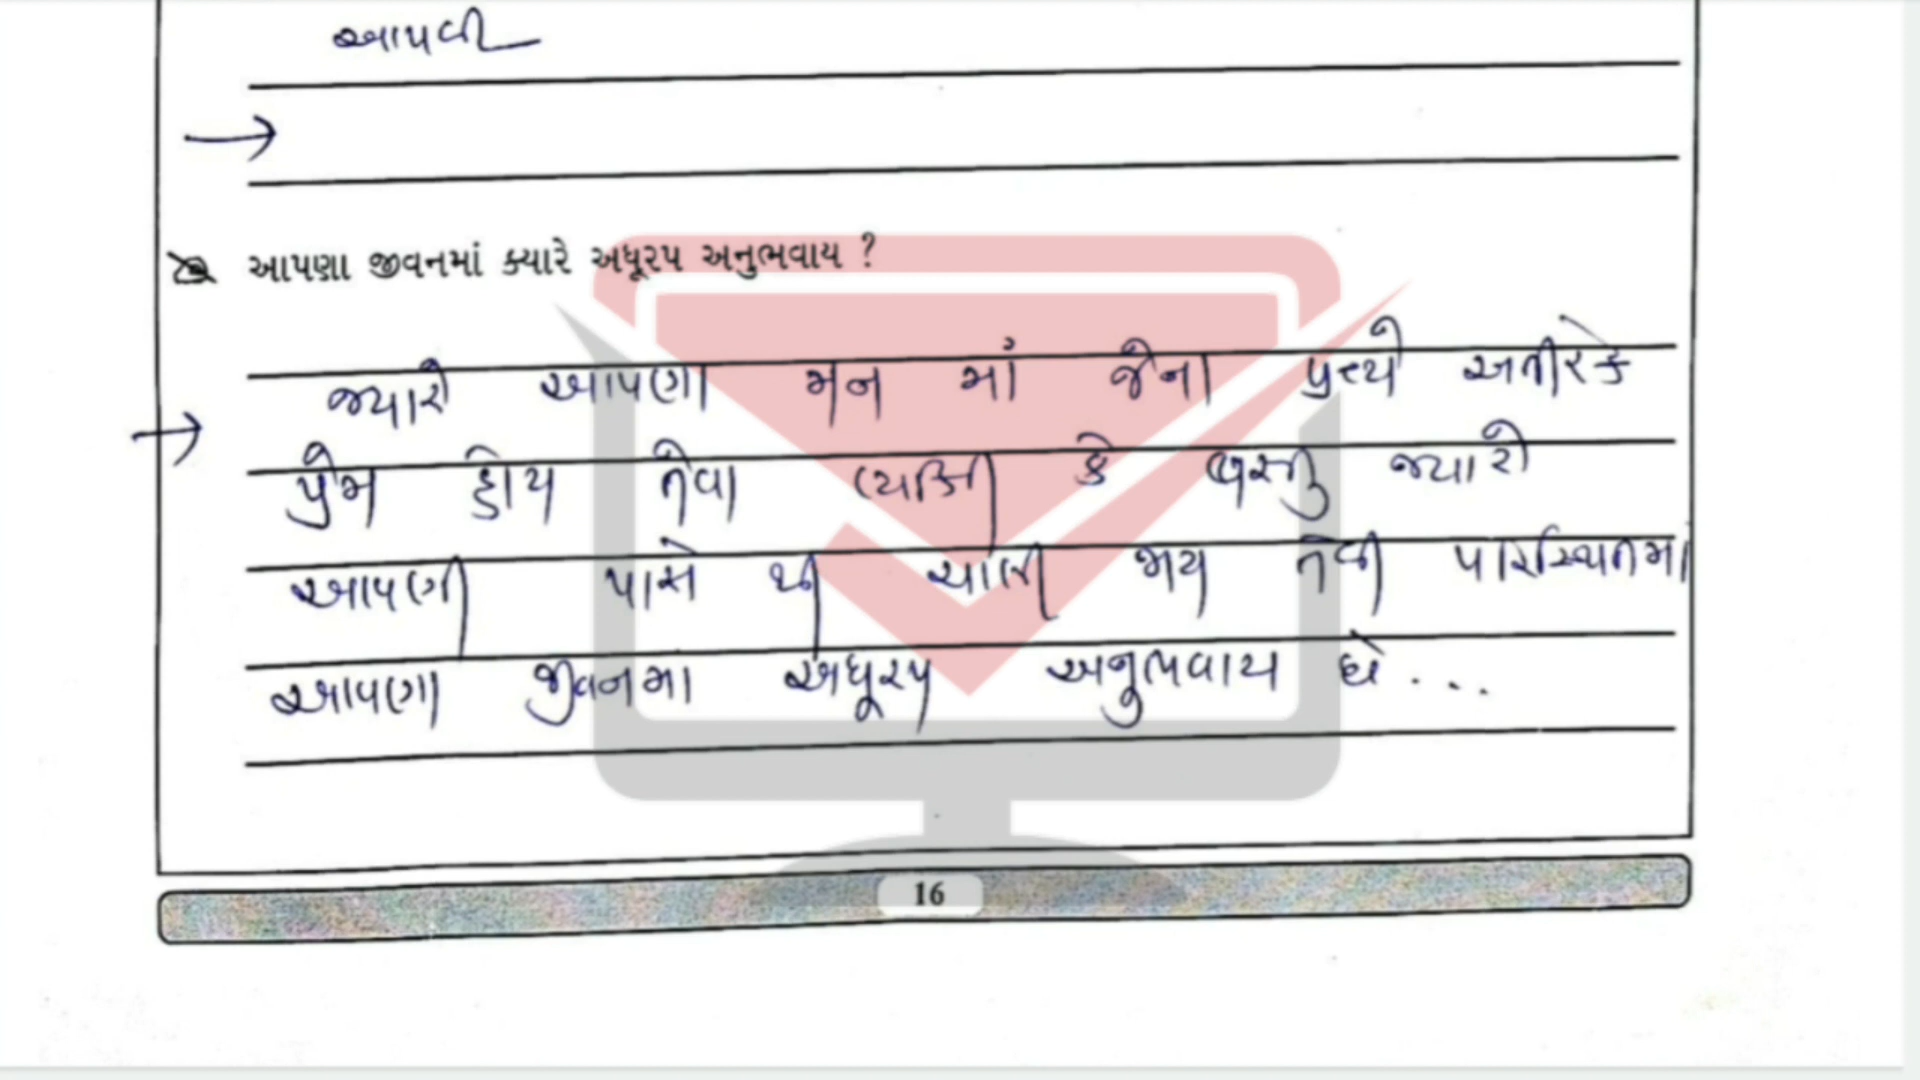 આપવી
→
આપણા જીવનમાં ક્યારે અધૂરપ અનુભવાય ?
જ્યારે આપણા મન માં જેના પ્રત્યે અતીરેક
→ પ્રેમ હોય તેવા વ્યક્તિ કે વસ્તુ જ્યારે
આપણી પાસે થી ચાલી જાય તેવી પરિસ્થિતમાં
આપણા જીવનમા અધૂરપ અનુભવાય છે ...
16